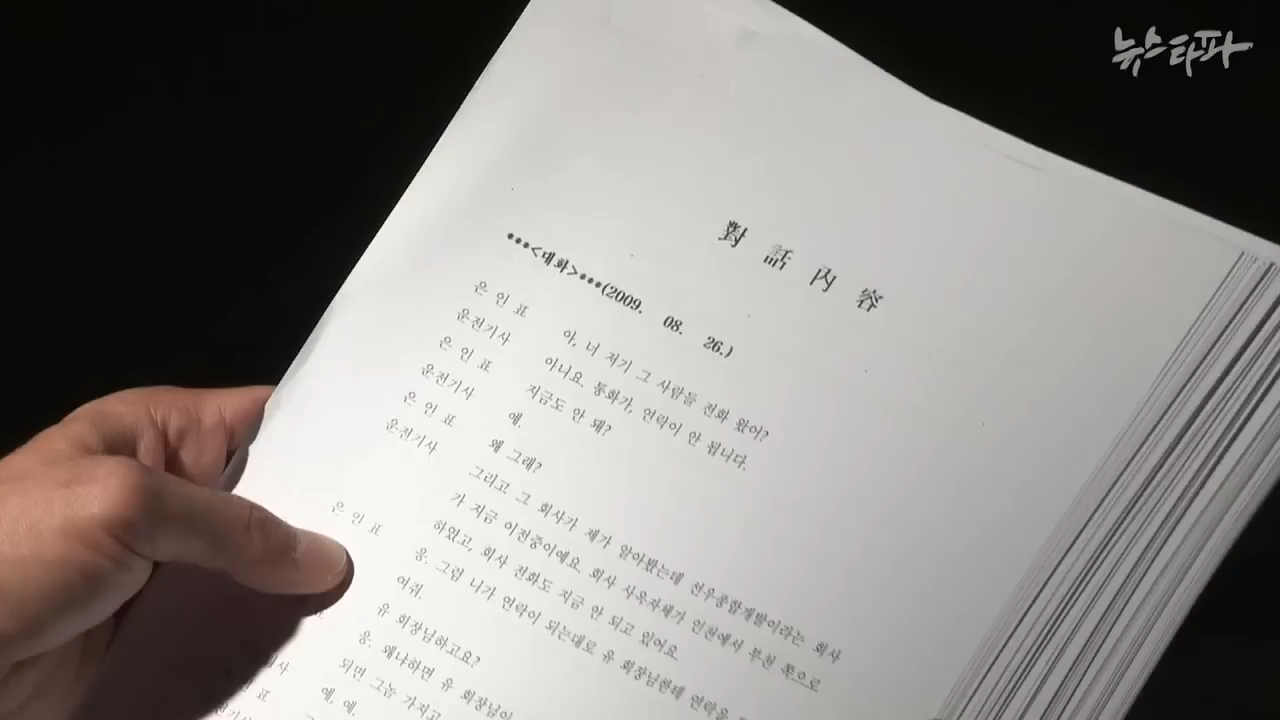 뉴스타파
對 話 內 容
***<대화>***(2009. 08. 26.)
은 인 표 아, 너 저기 그 사람들 전화 왔어?
운전기사 아니요. 통화가, 연락이 안 됩니다.
은 인 표 지금도 안 돼?
운전기사 예.
은 인 표 왜 그래?
운전기사 그리고 그 회사가 제가 알아봤는데 선우종합개발이라는 회사
가 지금 이전중이에요. 회사 사옥자체가 인천에서 부천 쪽으로
하였고, 회사 전화도 지금 안 되고 있어요.
은 인 표 응. 그럼 니가 연락이 되는대로 유 회장님한테 연락을
여쭤.
유 회장님하고요?
응. 왜냐하면 유 회장님이
되면 그놈 가지고
예, 예.